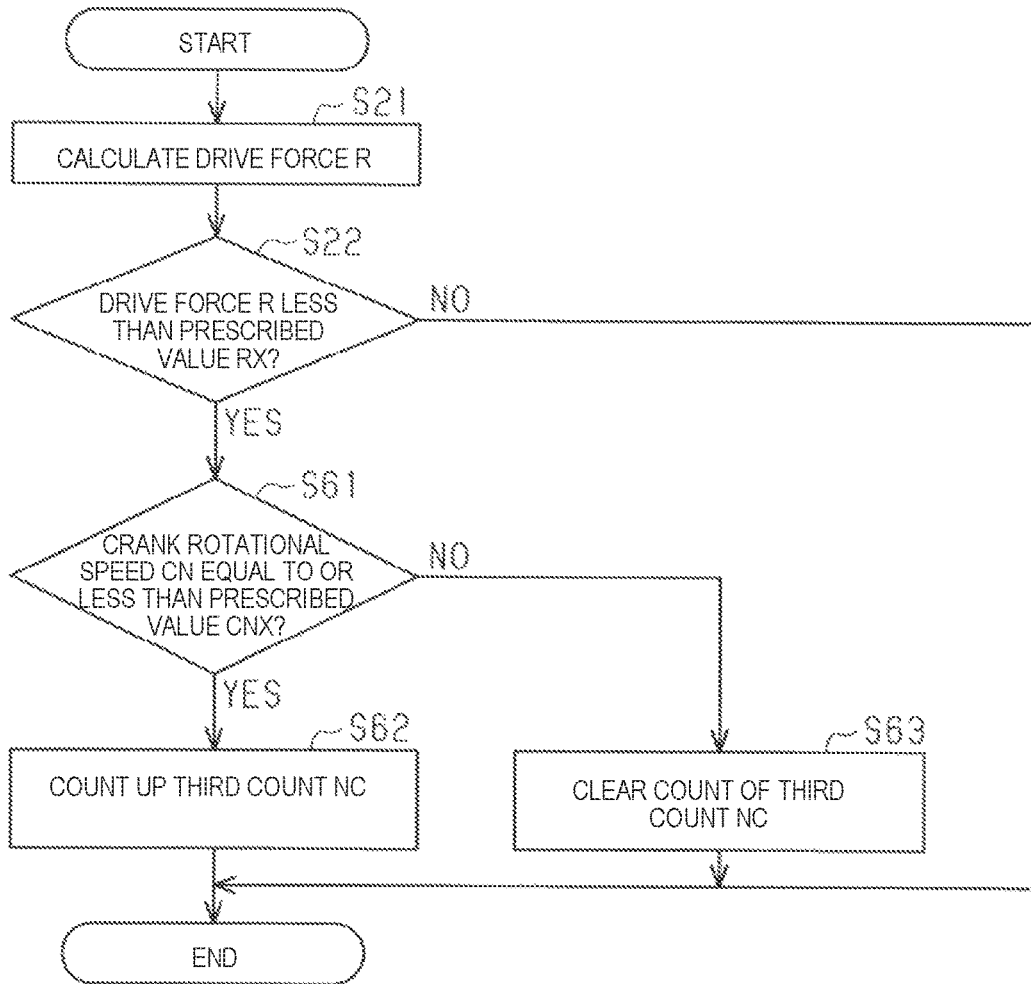 START
S21
CALCULATE DRIVE FORCE R
S22
DRIVE FORCE R LESS
THAN PRESCRIBED
VALUE RX?
NO
YES
S61
CRANK ROTATIONAL
SPEED CN EQUAL TO OR
LESS THAN PRESCRIBED
VALUE CNX?
NO
YES
S62
COUNT UP THIRD COUNT NC
S63
CLEAR COUNT OF THIRD
COUNT NC
END